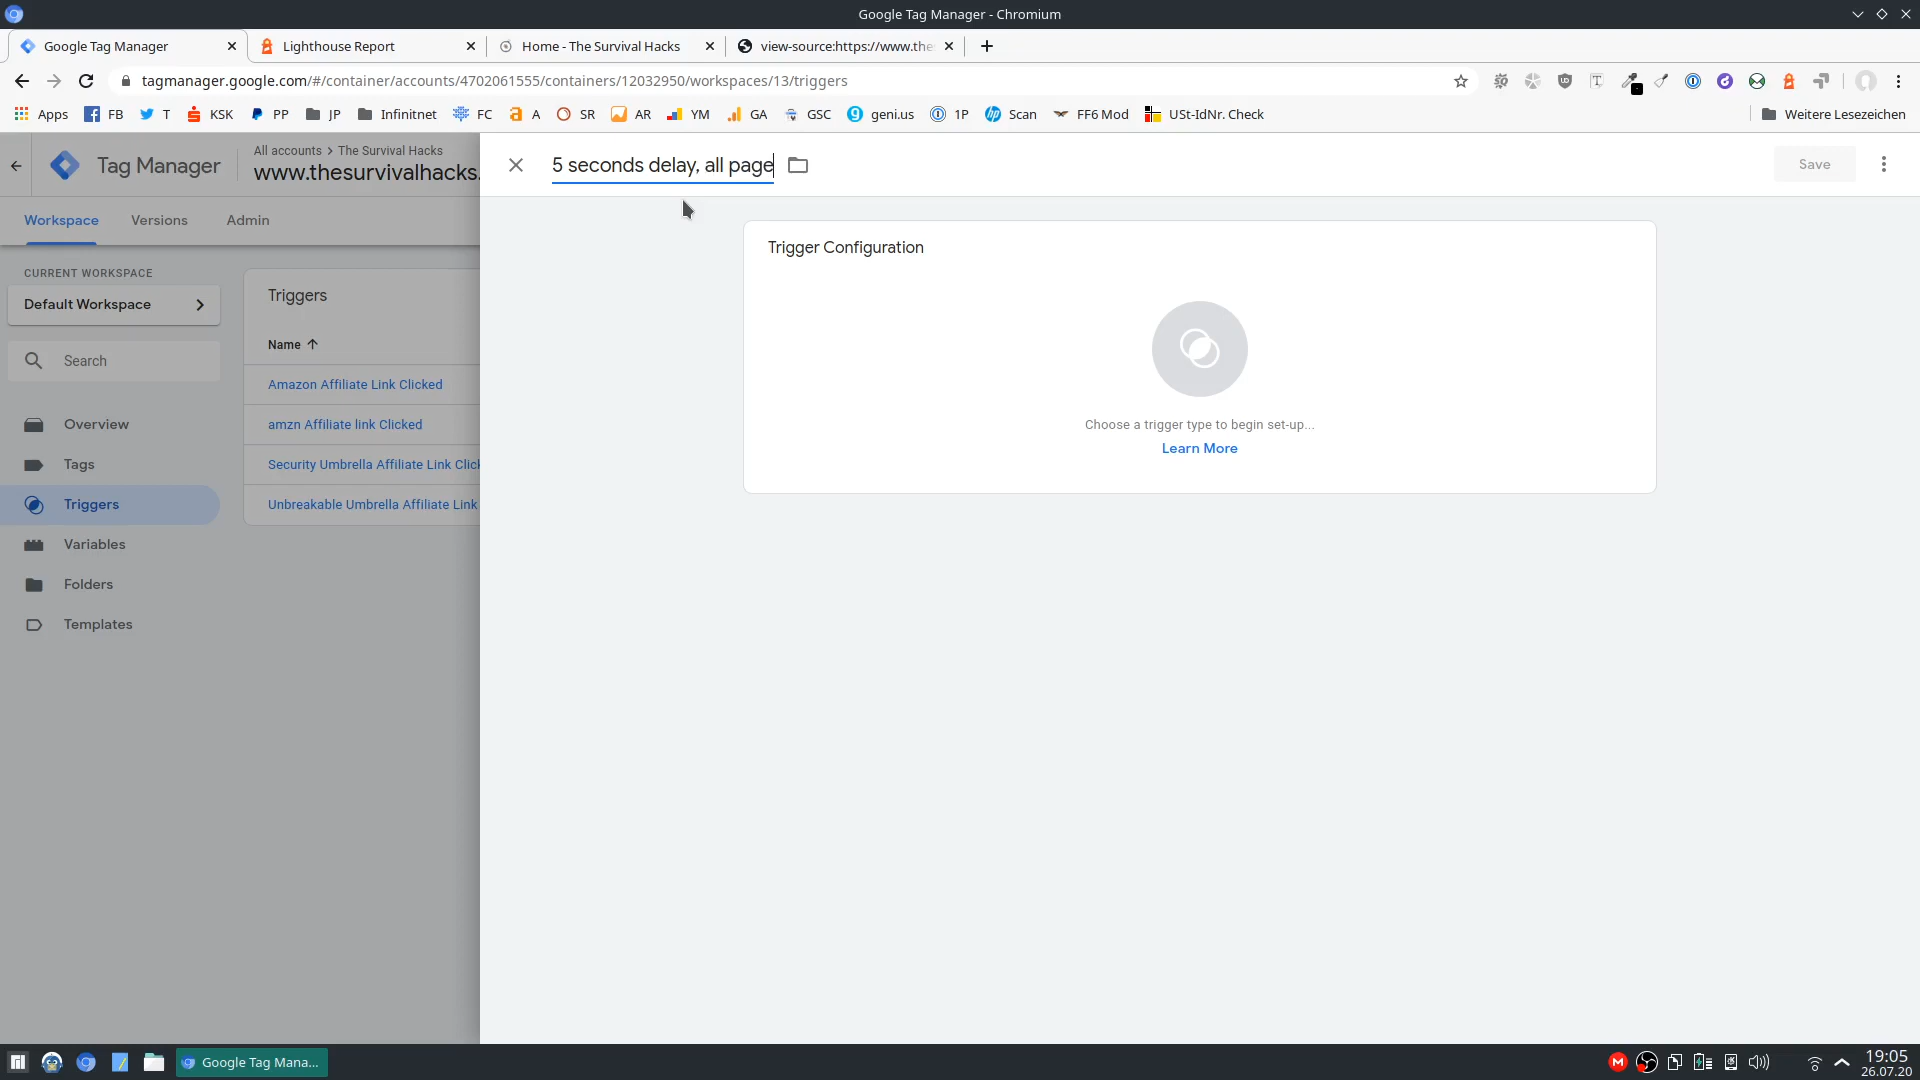 Google Tag Manager - Chromium
Google Tag Manager
Lighthouse Report
Home - The Survival Hacks
view-source:https://www.the
tagmanager.google.com/#/container/accounts/4702061555/containers/12032950/workspaces/13/triggers
Apps
FB
T
KSK
PP
JP
Infinitnet
FC
A
SR
AR
YM
GA
GSC
geni.us
1P
Scan
FF6 Mod
USt-IdNr. Check
Weitere Lesezeichen
Tag Manager
All accounts > The Survival Hacks
www.thesurvivalhacks.
5 seconds delay, all page
Save
Workspace
Versions
Admin
CURRENT WORKSPACE
Default Workspace
Search
Overview
Tags
Triggers
Variables
Folders
Templates
Triggers
Name
Amazon Affiliate Link Clicked
amzn Affiliate link Clicked
Security Umbrella Affiliate Link Click
Unbreakable Umbrella Affiliate Link
Trigger Configuration
Choose a trigger type to begin set-up...
Learn More
Google Tag Mana...
19:05
26.07.20